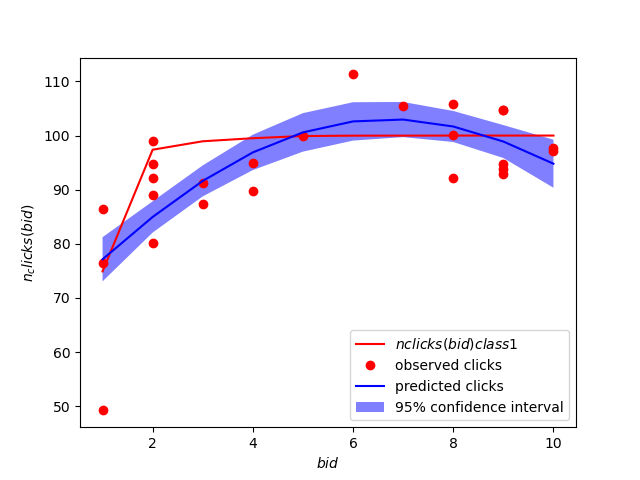 110
100
90
80
70
60
50
n_clicks(bid)
nclicks(bid)class1
observed clicks
predicted clicks
95% confidence interval
2
4
6
8
10
bid